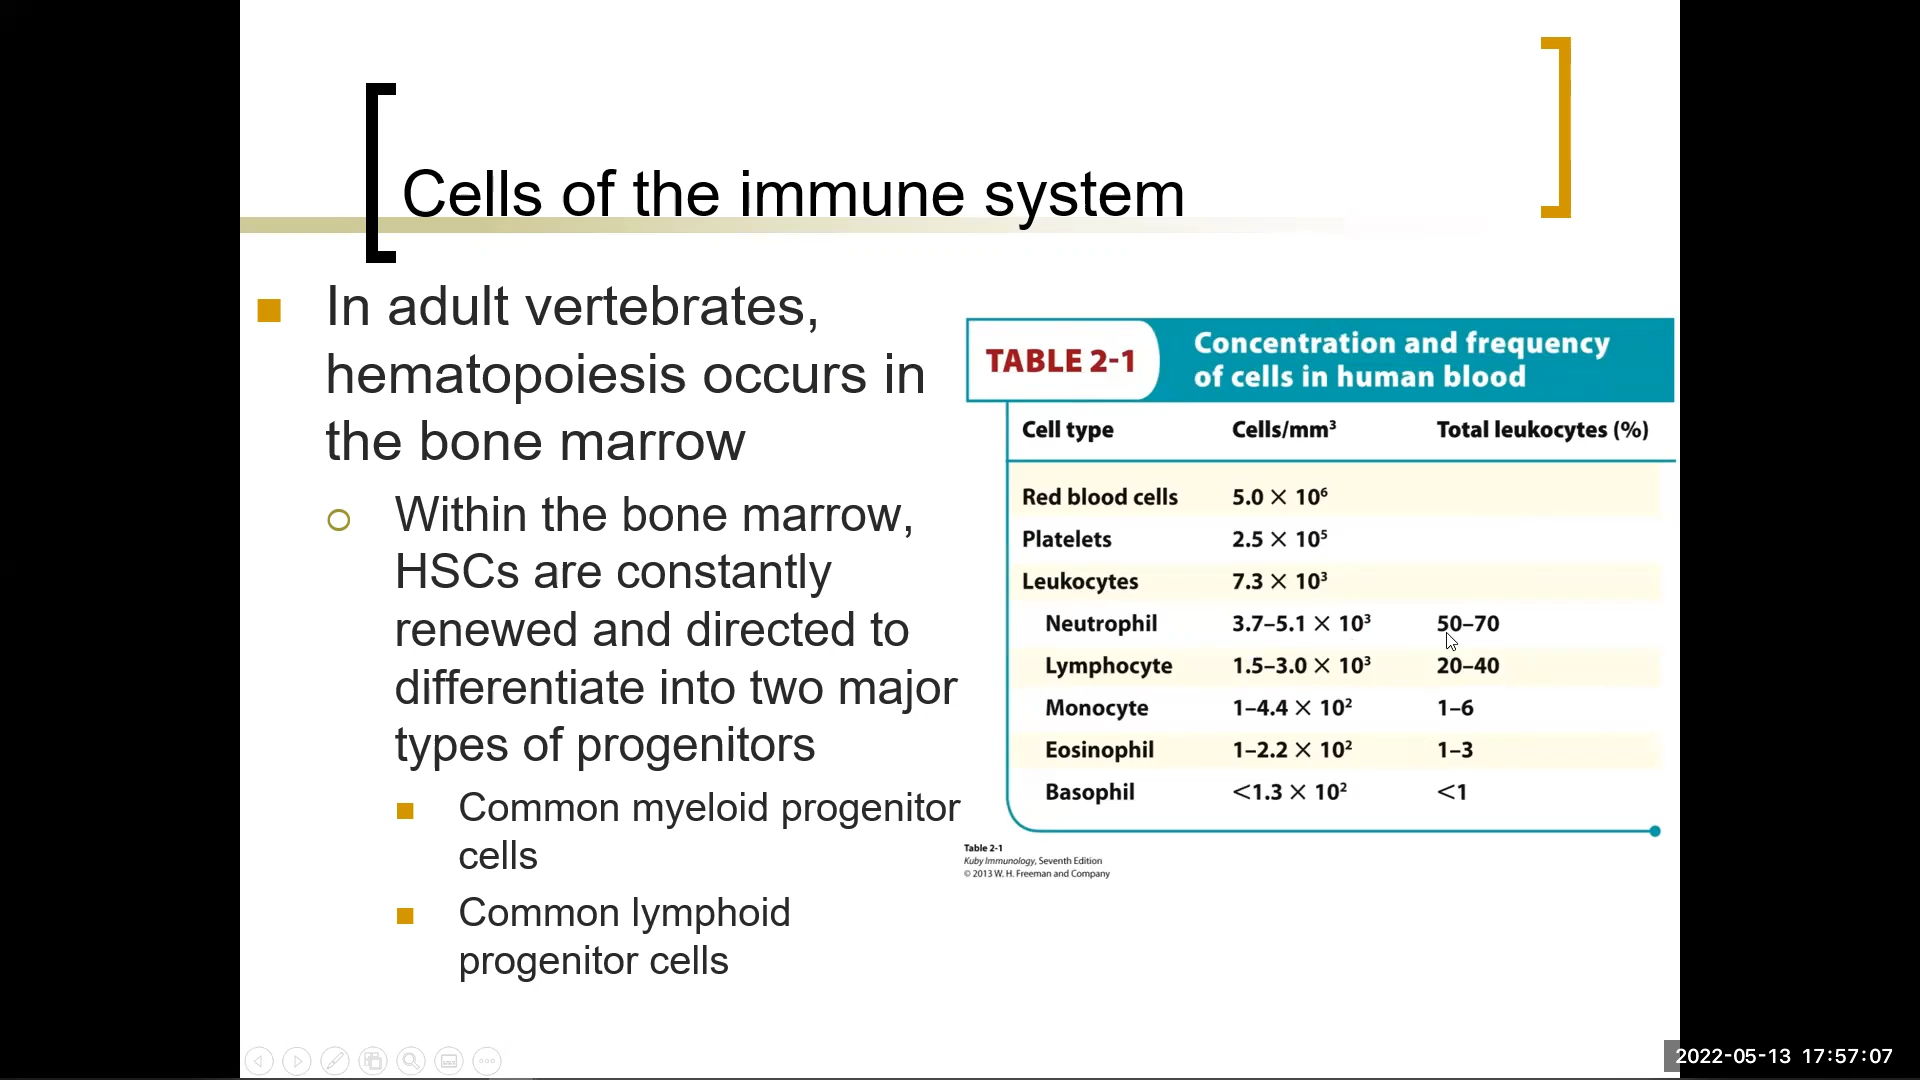 Cells of the immune system
In adult vertebrates,
hematopoiesis occurs in
the bone marrow
Within the bone marrow,
HSCs are constantly
renewed and directed to
differentiate into two major
types of progenitors
Common myeloid progenitor
cells
Common lymphoid
progenitor cells
TABLE 2-1
Concentration and frequency
of cells in human blood
Cell type Cells/mm³ Total leukocytes (%)
Red blood cells 5.0 × 10⁶
Platelets 2.5 × 10⁵
Leukocytes 7.3 × 10³
Neutrophil 3.7–5.1 × 10³ 50–70
Lymphocyte 1.5–3.0 × 10³ 20–40
Monocyte 1–4.4 × 10² 1–6
Eosinophil 1–2.2 × 10² 1–3
Basophil <1.3 × 10² <1
Table 2-1
Kuby Immunology, Seventh Edition
© 2013 W. H. Freeman and Company
2022-05-13 17:57:07